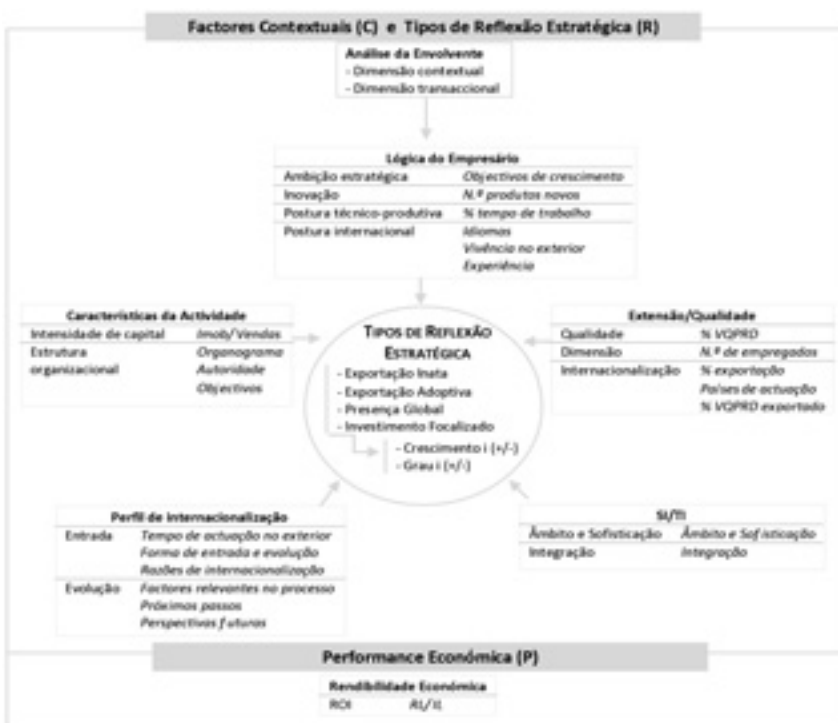 Factores Contextuais (C) e Tipos de Reflexão Estratégica (R)
Análise da Envolvente
- Dimensão contextual
- Dimensão transaccional
Lógica do Empresário
Ambição estratégica Objectivos de crescimento
Inovação N.º produtos novos
Postura técnico-produtiva % tempo de trabalho
Postura internacional Idiomas
Vivência no exterior
Experiência
Características da Actividade
Intensidade de capital Imob/Vendas
Estrutura Organograma
organizacional Autoridade
Objectivos
TIPOS DE REFLEXÃO
ESTRATÉGICA
- Exportação Inata
- Exportação Adoptiva
- Presença Global
- Investimento Focalizado
- Crescimento i (+/-)
- Grau i (+/-)
Extensão/Qualidade
Qualidade % VQPRD
Dimensão N.º de empregados
Internacionalização % exportação
Países de actuação
% VQPRD exportado
Perfil de internacionalização
Entrada Tempo de actuação no exterior
Forma de entrada e evolução
Razões de internacionalização
Evolução Factores relevantes no processo
Próximos passos
Perspectivas futuras
SI/TI
Âmbito e Sofisticação Âmbito e Sofisticação
Integração Integração
Performance Económica (P)
Rendibilidade Económica
ROI